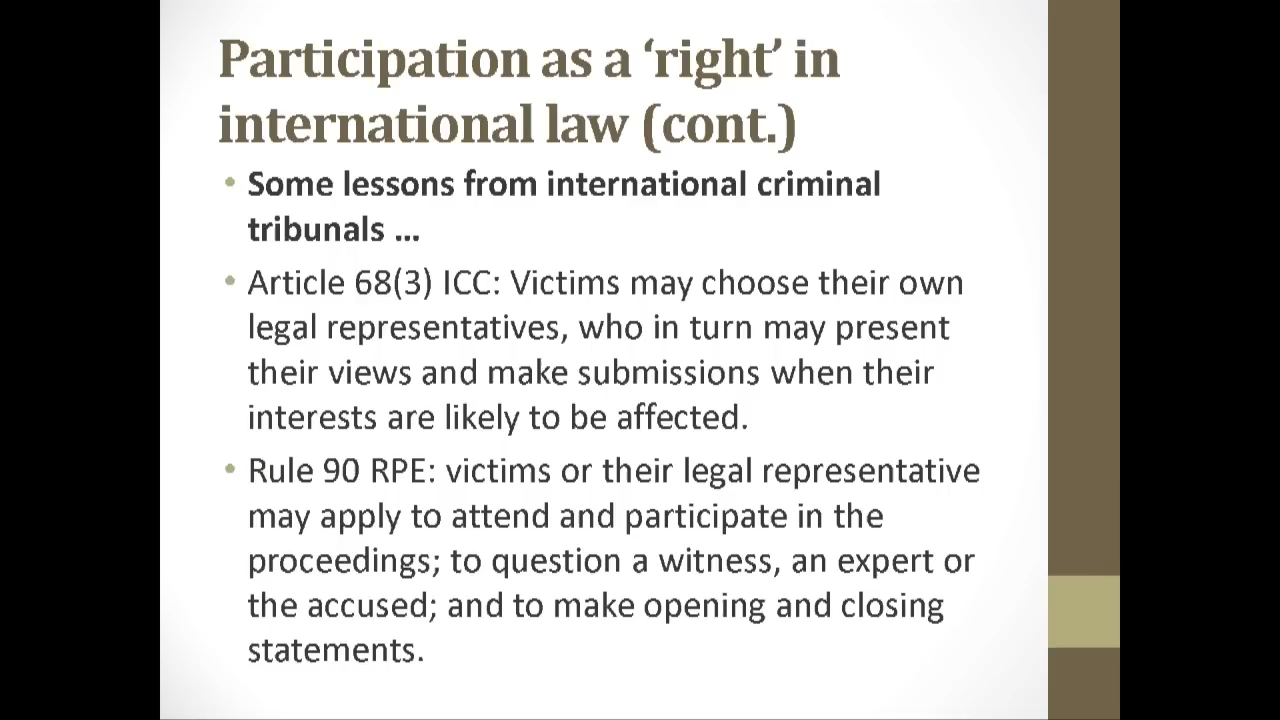 Participation as a ‘right’ in
international law (cont.)
• Some lessons from international criminal
tribunals …
• Article 68(3) ICC: Victims may choose their own
legal representatives, who in turn may present
their views and make submissions when their
interests are likely to be affected.
• Rule 90 RPE: victims or their legal representative
may apply to attend and participate in the
proceedings; to question a witness, an expert or
the accused; and to make opening and closing
statements.